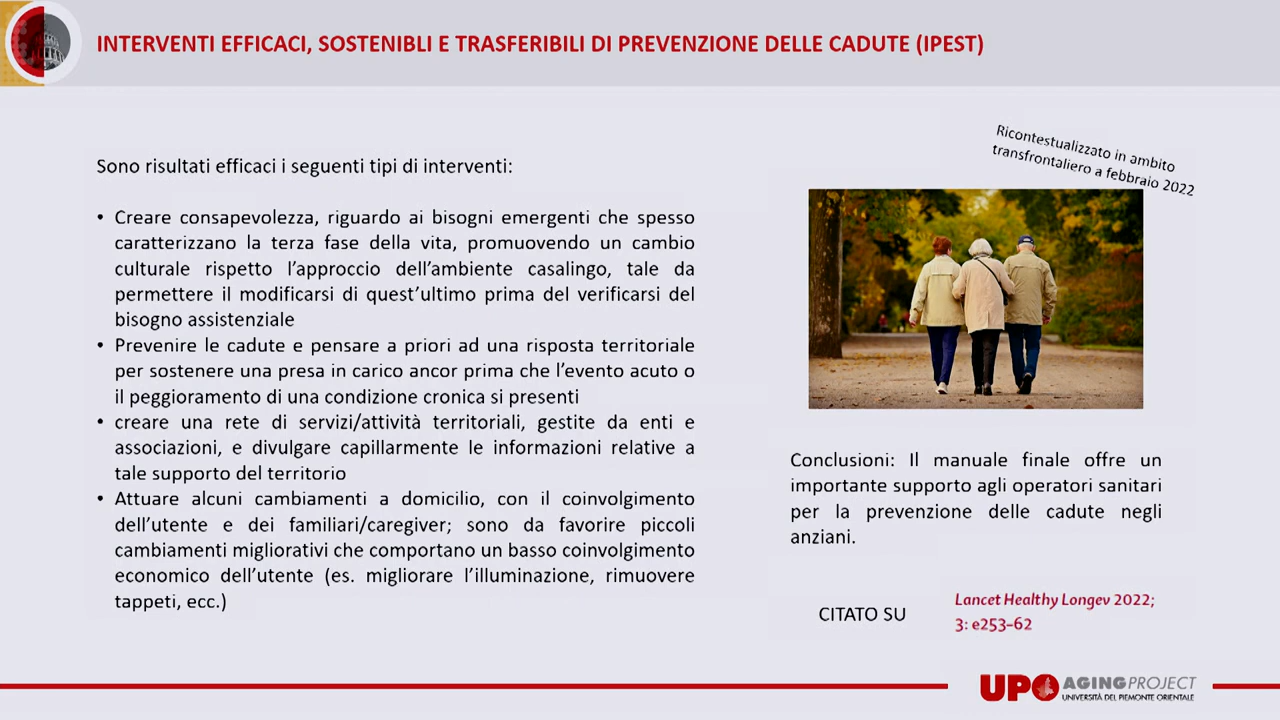 INTERVENTI EFFICACI, SOSTENIBLI E TRASFERIBILI DI PREVENZIONE DELLE CADUTE (IPEST)
Sono risultati efficaci i seguenti tipi di interventi:
• Creare consapevolezza, riguardo ai bisogni emergenti che spesso
caratterizzano la terza fase della vita, promuovendo un cambio
culturale rispetto l'approccio dell'ambiente casalingo, tale da
permettere il modificarsi di quest'ultimo prima del verificarsi del
bisogno assistenziale
• Prevenire le cadute e pensare a priori ad una risposta territoriale
per sostenere una presa in carico ancor prima che l'evento acuto o
il peggioramento di una condizione cronica si presenti
• creare una rete di servizi/attività territoriali, gestite da enti e
associazioni, e divulgare capillarmente le informazioni relative a
tale supporto del territorio
• Attuare alcuni cambiamenti a domicilio, con il coinvolgimento
dell'utente e dei familiari/caregiver; sono da favorire piccoli
cambiamenti migliorativi che comportano un basso coinvolgimento
economico dell'utente (es. migliorare l'illuminazione, rimuovere
tappeti, ecc.)
Ricontestualizzato in ambito
transfrontaliero a febbraio 2022
Conclusioni: Il manuale finale offre un
importante supporto agli operatori sanitari
per la prevenzione delle cadute negli
anziani.
CITATO SU
Lancet Healthy Longev 2022;
3: e253–62
UPO AGING PROJECT
UNIVERSITÀ DEL PIEMONTE ORIENTALE